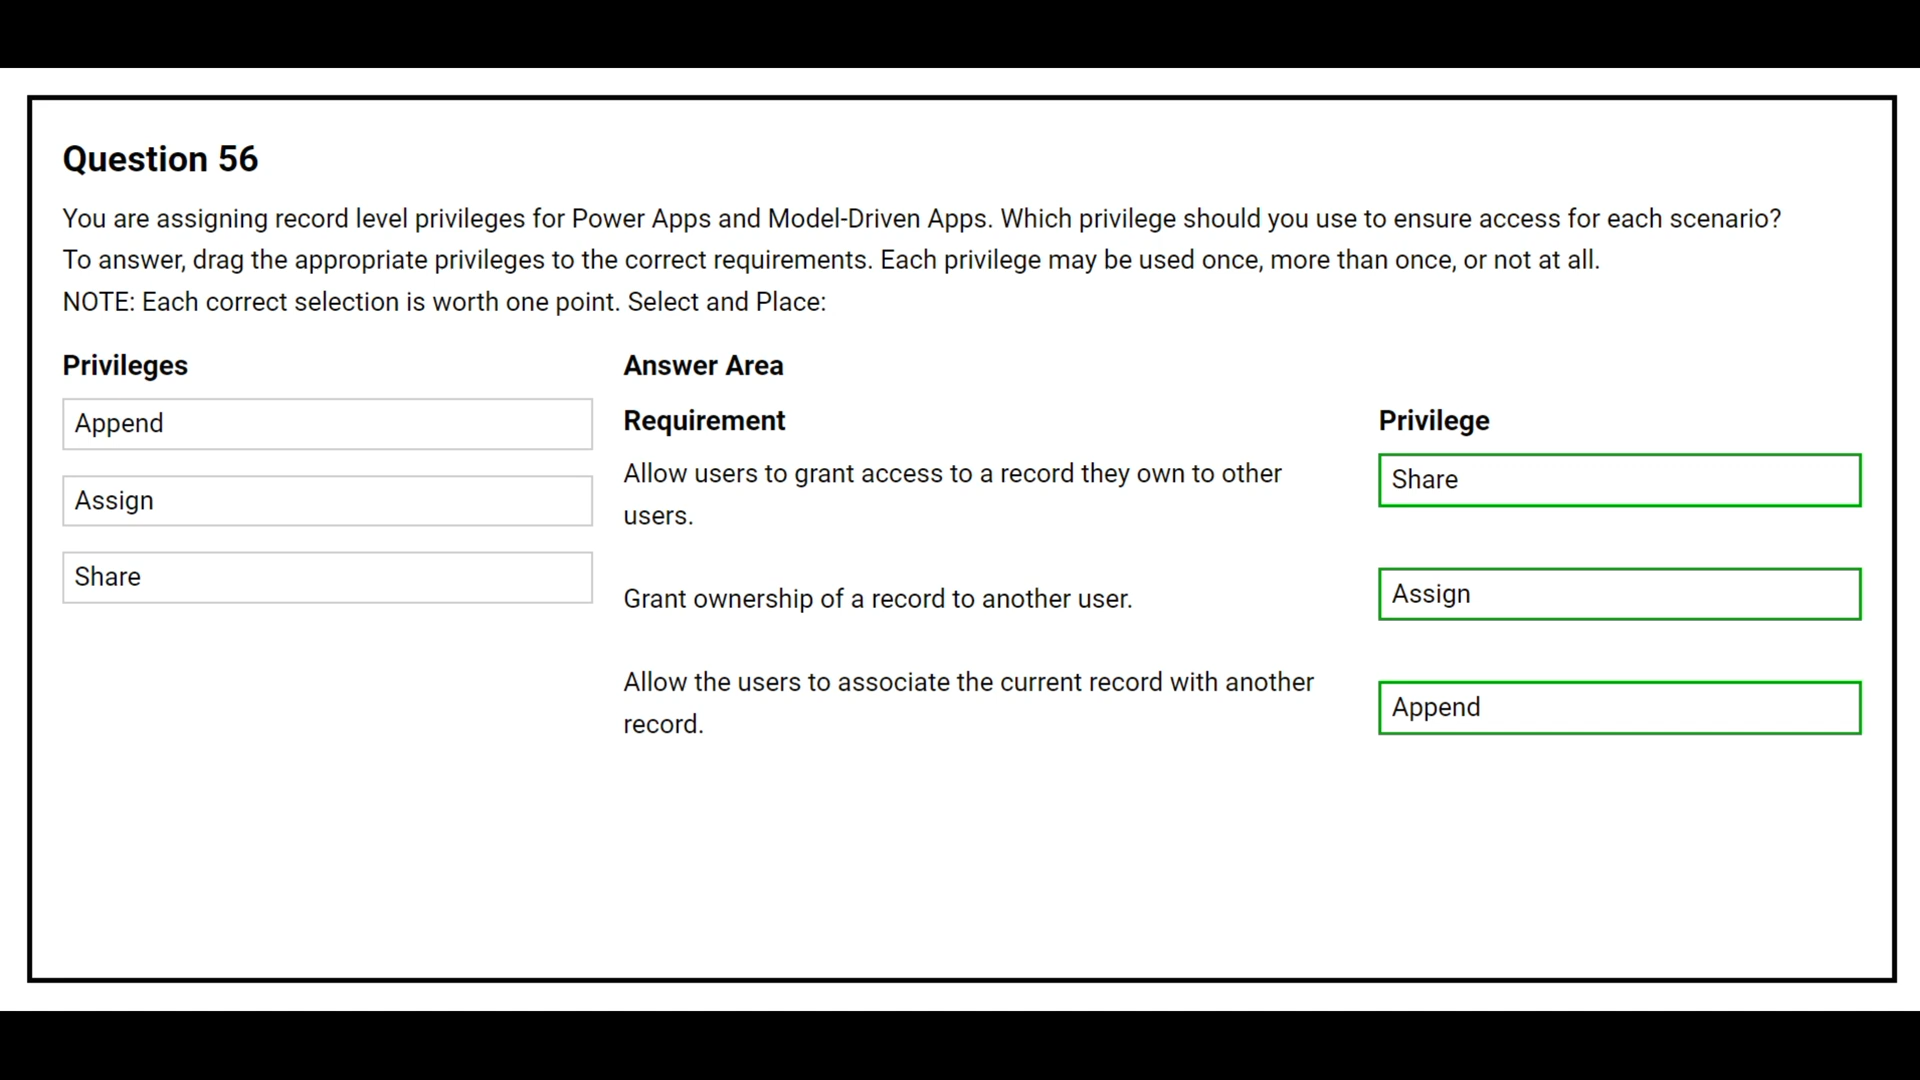 Question 56
You are assigning record level privileges for Power Apps and Model-Driven Apps. Which privilege should you use to ensure access for each scenario?
To answer, drag the appropriate privileges to the correct requirements. Each privilege may be used once, more than once, or not at all.
NOTE: Each correct selection is worth one point. Select and Place:
Privileges
Append
Assign
Share
Answer Area
Requirement
Privilege
Allow users to grant access to a record they own to other
users.
Share
Grant ownership of a record to another user.
Assign
Allow the users to associate the current record with another
record.
Append